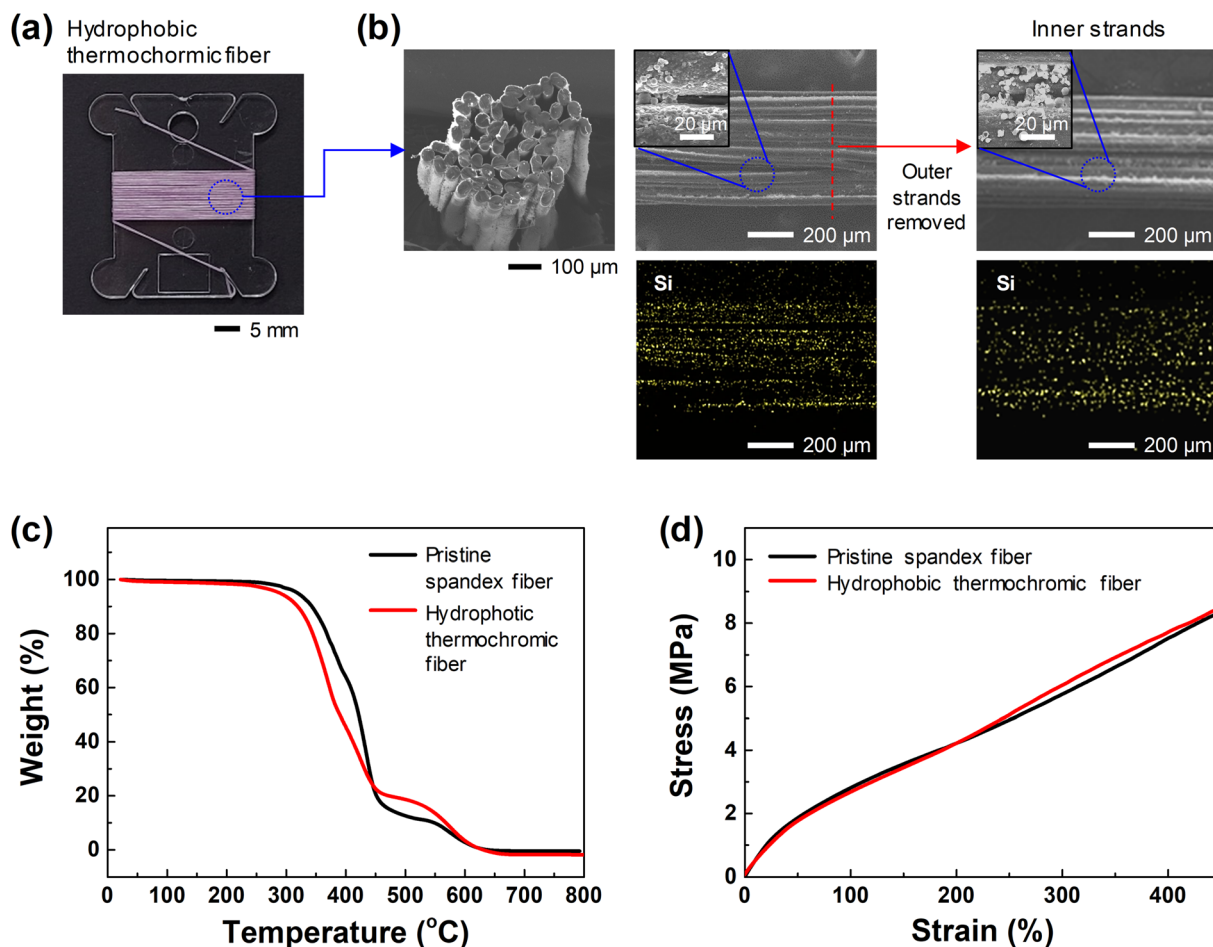 (a)
Hydrophobic
thermochormic fiber
5 mm
(b)
100 µm
20 µm
200 µm
Outer
strands
removed
Inner strands
20 µm
200 µm
Si
200 µm
Si
200 µm
(c)
Pristine
spandex fiber
Hydrophotic
thermochromic
fiber
Weight (%)
100
80
60
40
20
0
0 100 200 300 400 500 600 700 800
Temperature (°C)
(d)
Pristine spandex fiber
Hydrophobic thermochromic fiber
Stress (MPa)
10
8
6
4
2
0
0 100 200 300 400
Strain (%)